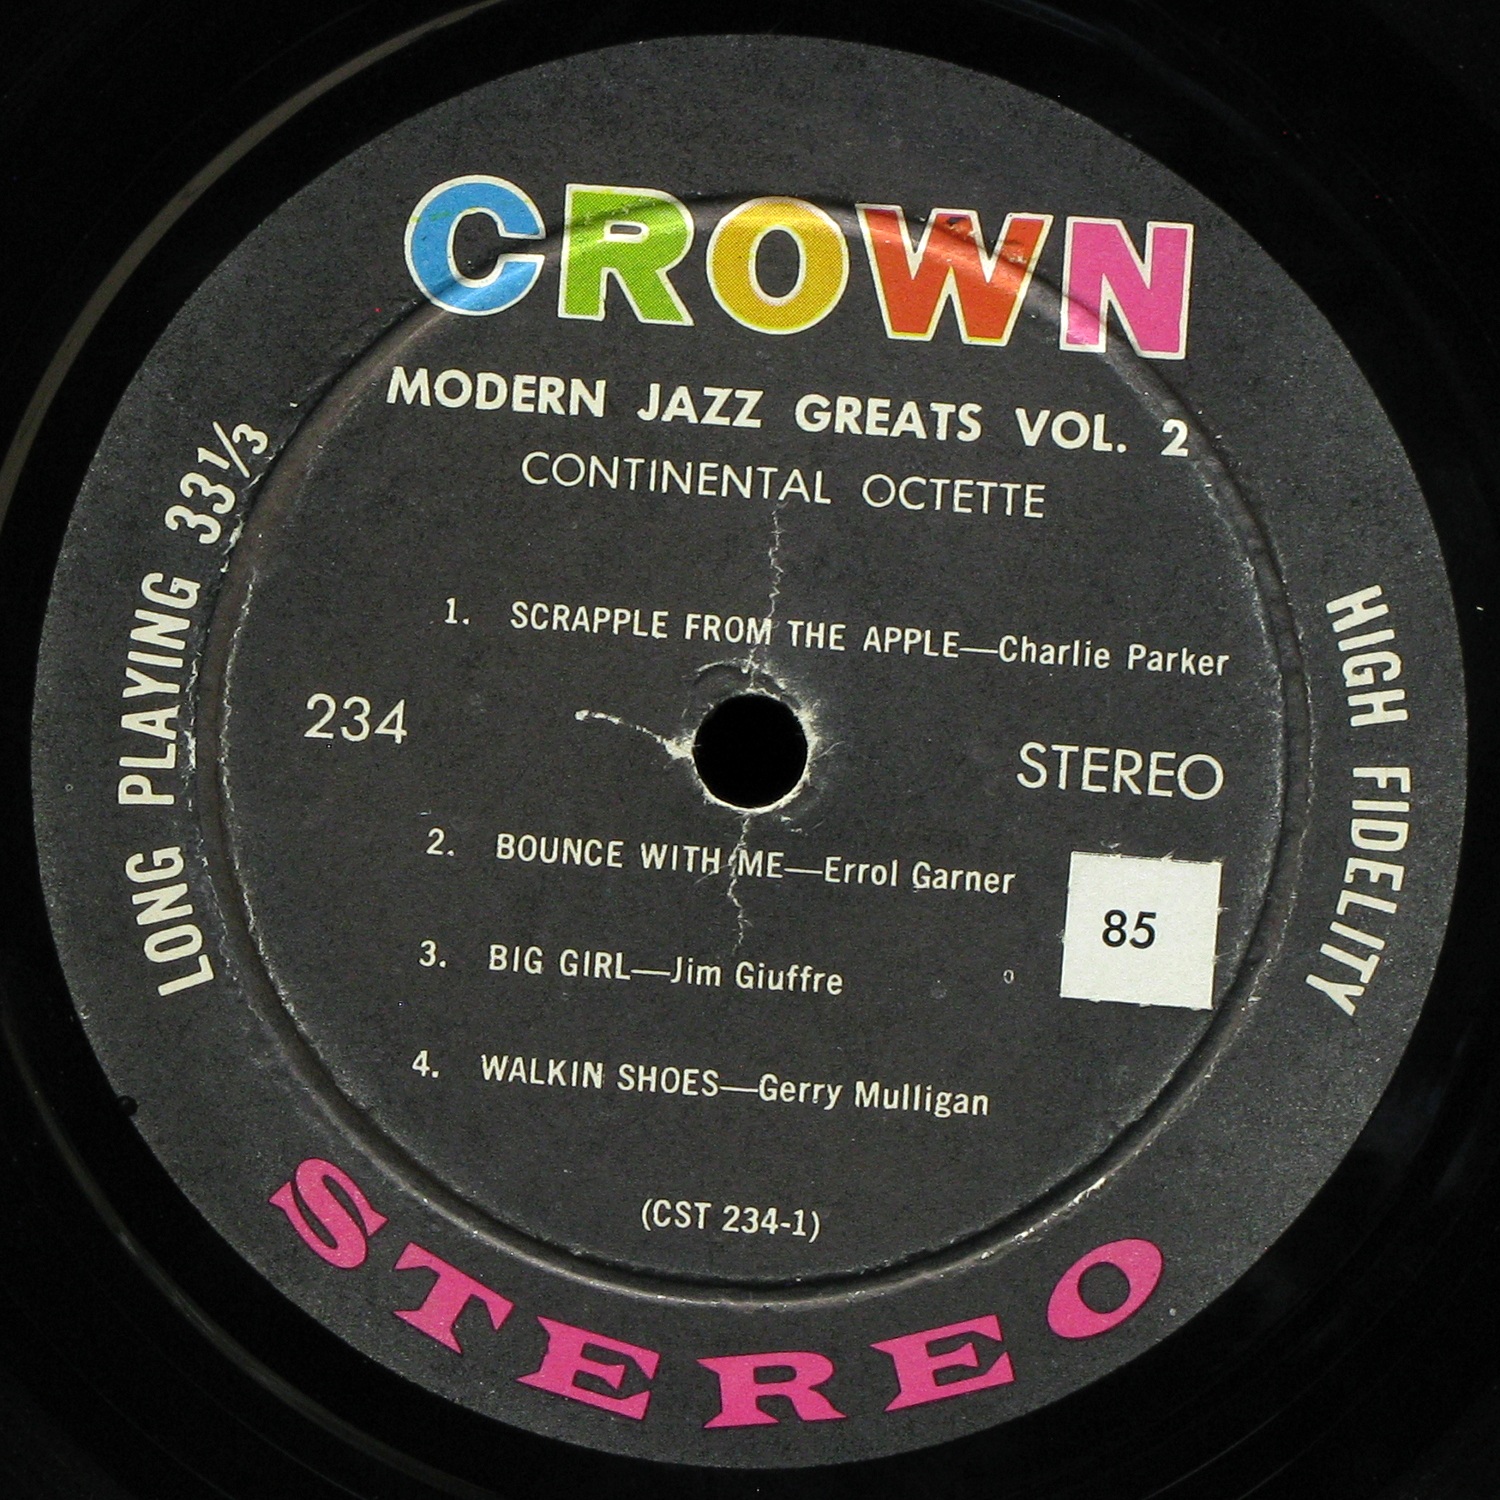 CROWN
MODERN JAZZ GREATS VOL. 2
CONTINENTAL OCTETTE
LONG PLAYING 33⅓
HIGH FIDELITY
1. SCRAPPLE FROM THE APPLE—Charlie Parker
234
STEREO
2. BOUNCE WITH ME—Errol Garner
85
3. BIG GIRL—Jim Giuffre
4. WALKIN SHOES—Gerry Mulligan
(CST 234-1)
STEREO